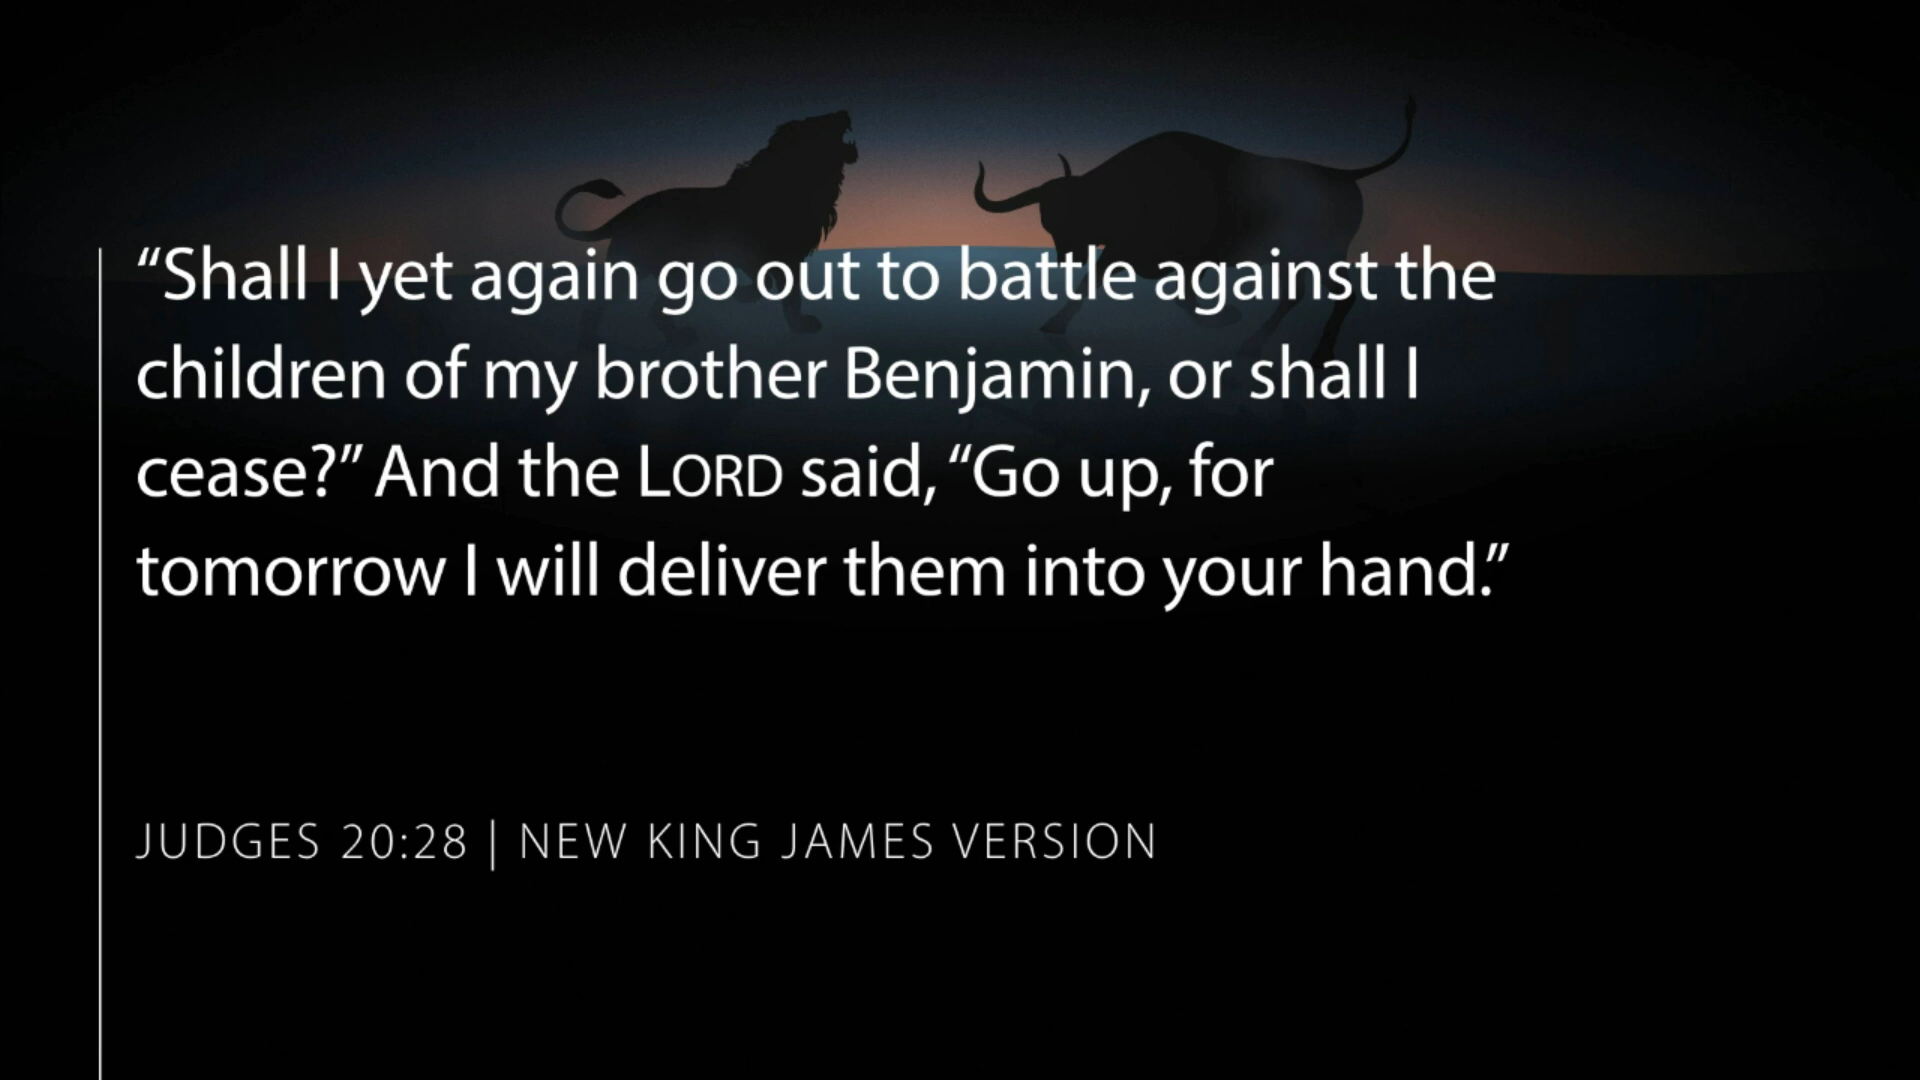 “Shall I yet again go out to battle against the
children of my brother Benjamin, or shall I
cease?” And the LORD said, “Go up, for
tomorrow I will deliver them into your hand.”
JUDGES 20:28 | NEW KING JAMES VERSION